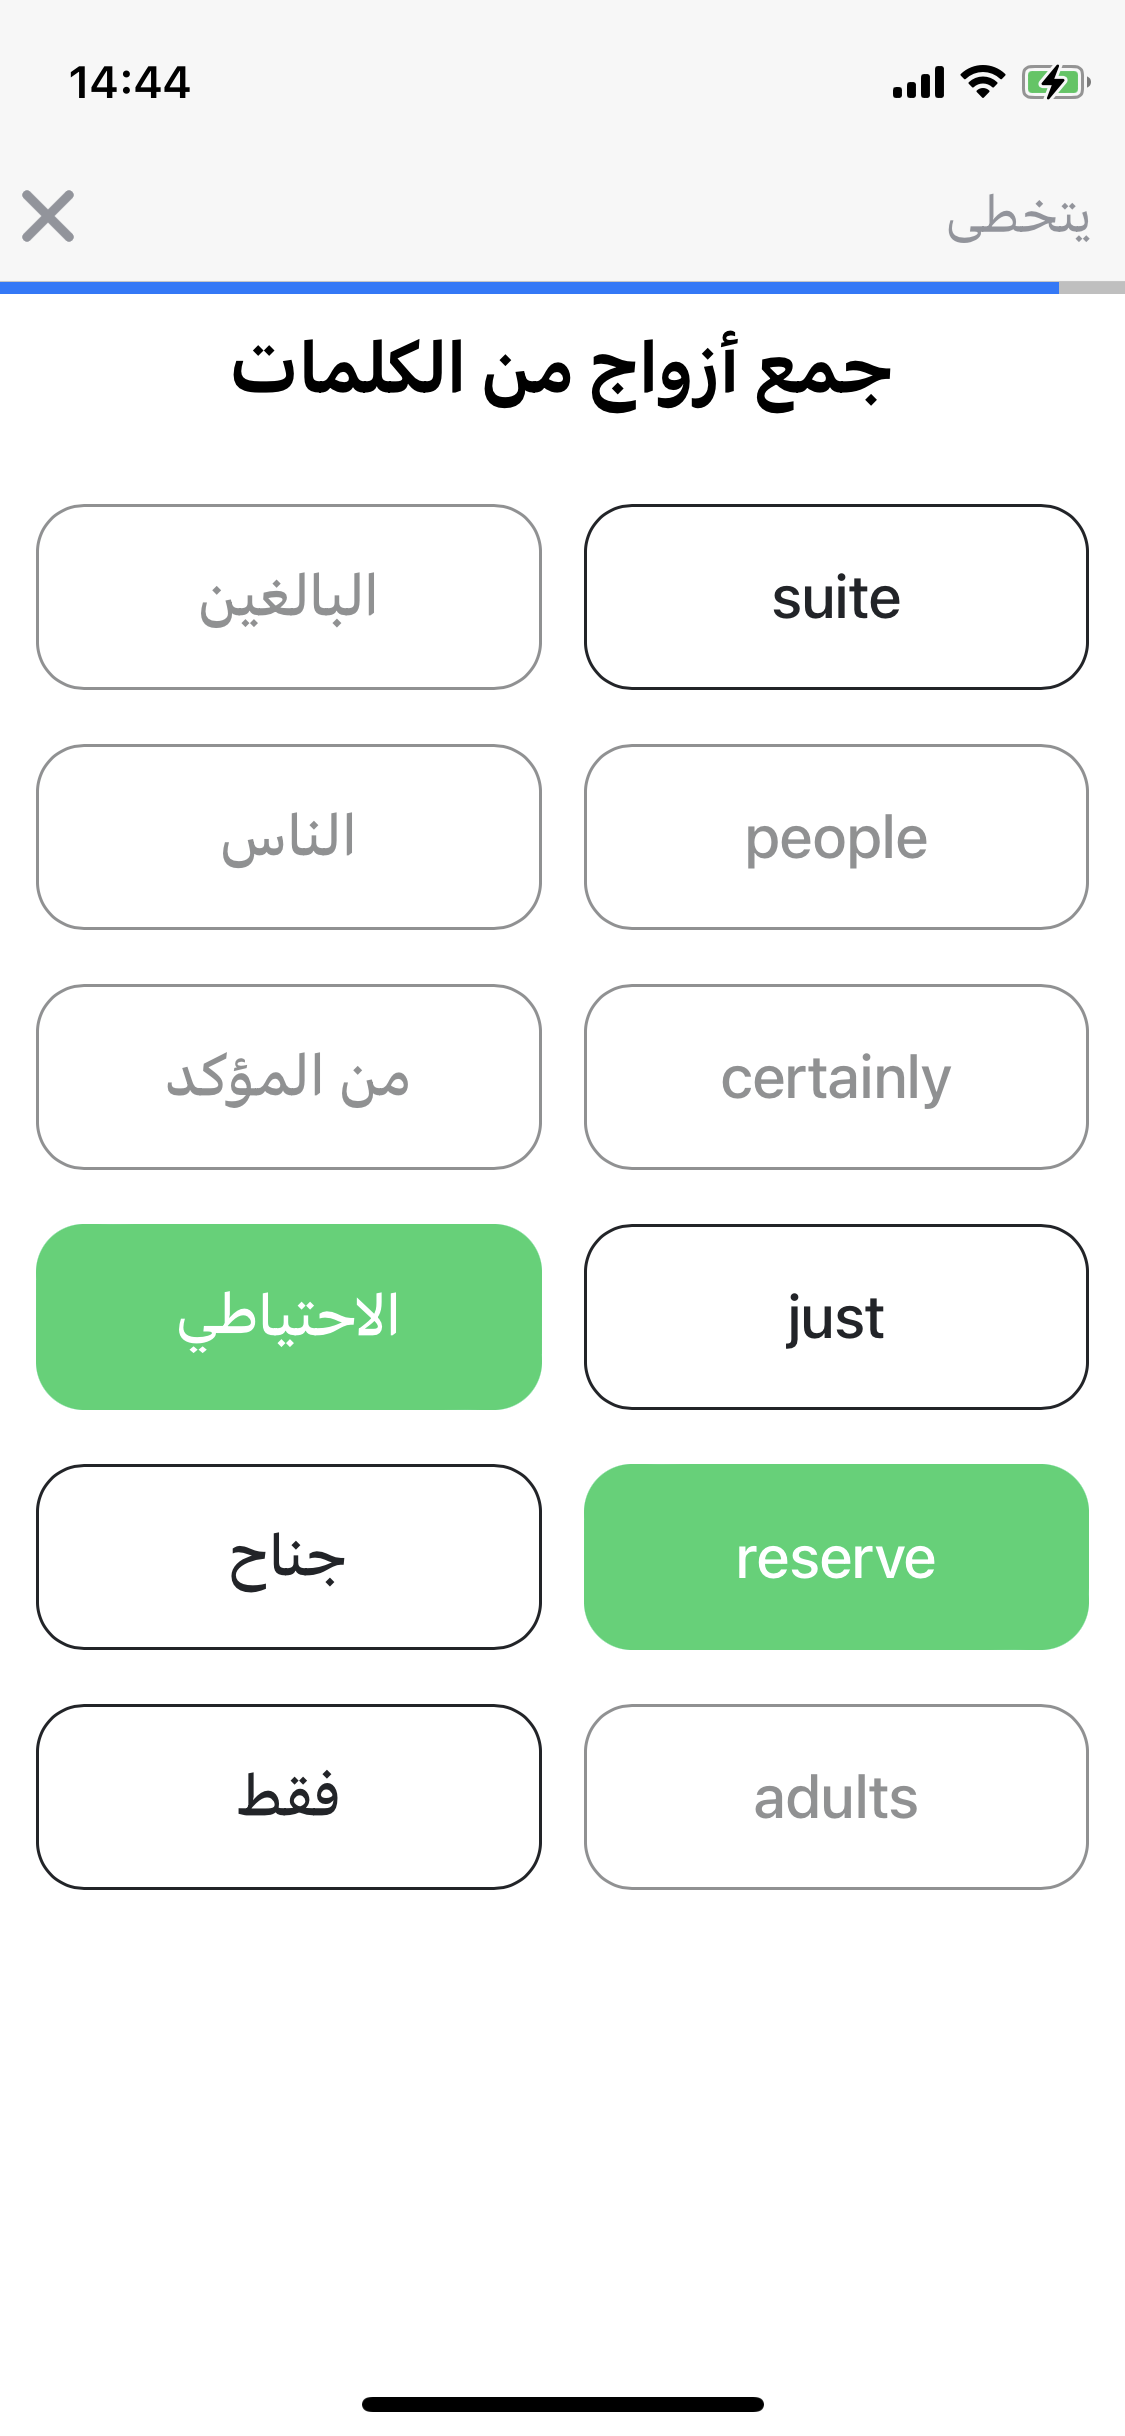 14:44
يتخطى
جمع أزواج من الكلمات
البالغين
suite
الناس
people
من المؤكد
certainly
الاحتياطي
just
جناح
reserve
فقط
adults